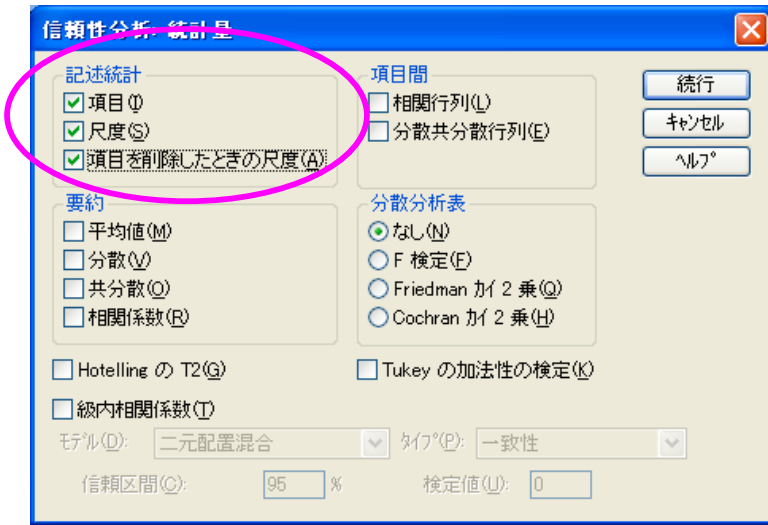 信頼性分析: 統計量
記述統計
項目(I)
尺度(S)
項目を削除したときの尺度(A)
項目間
相関行列(L)
分散共分散行列(E)
続行
キャンセル
ヘルプ
要約
平均値(M)
分散(V)
共分散(O)
相関係数(R)
分散分析表
なし(N)
F 検定(F)
Friedman カイ 2 乗(Q)
Cochran カイ 2 乗(H)
Hotelling の T2(G)
Tukey の加法性の検定(K)
級内相関係数(T)
モデル(D): 二元配置混合 タイプ(P): 一致性
信頼区間(C): 95 % 検定値(U): 0